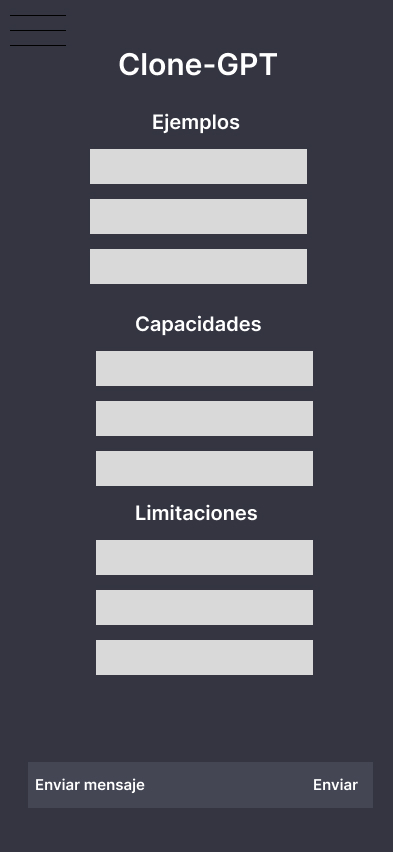 Clone-GPT
Ejemplos
Capacidades
Limitaciones
Enviar mensaje
Enviar